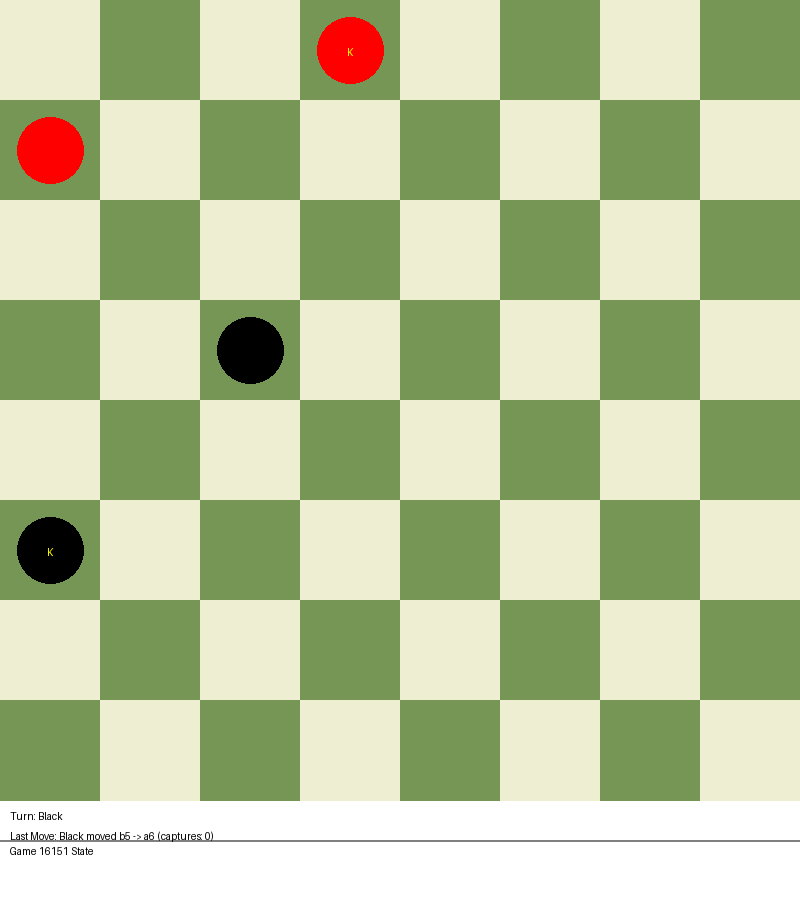 K
K
Turn: Black
Last Move: Black moved b5 -> a6 (captures: 0)
Game 16151 State